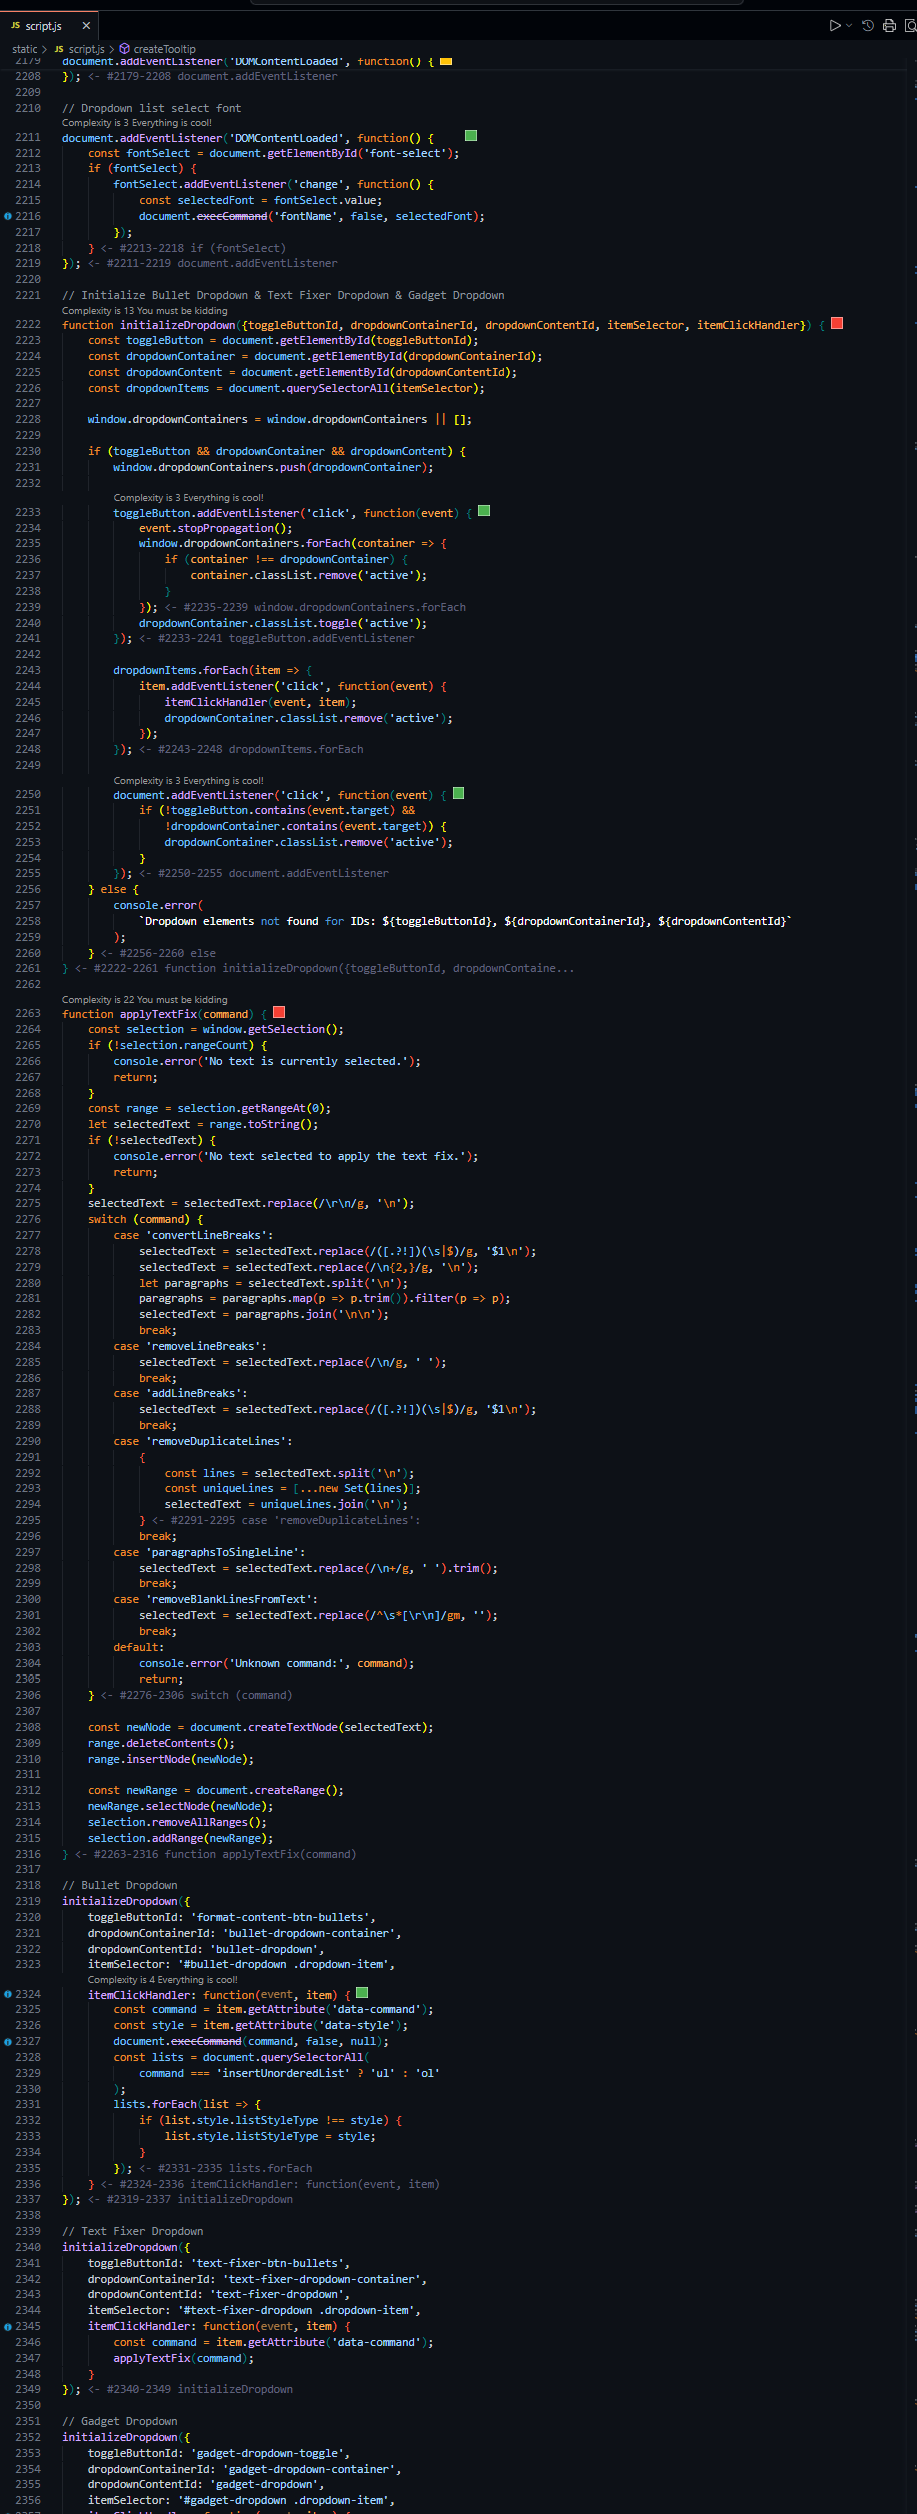 JS script.js ×
static > JS script.js > createTooltip
2179 document.addEventListener('DOMContentLoaded', function() {
2208 }); <- #2179-2208 document.addEventListener
2209
2210 // Dropdown list select font
Complexity is 3 Everything is cool!
2211 document.addEventListener('DOMContentLoaded', function() {
2212 const fontSelect = document.getElementById('font-select');
2213 if (fontSelect) {
2214 fontSelect.addEventListener('change', function() {
2215 const selectedFont = fontSelect.value;
2216 document.execCommand('fontName', false, selectedFont);
2217 });
2218 } <- #2213-2218 if (fontSelect)
2219 }); <- #2211-2219 document.addEventListener
2220
2221 // Initialize Bullet Dropdown & Text Fixer Dropdown & Gadget Dropdown
Complexity is 13 You must be kidding
2222 function initializeDropdown({toggleButtonId, dropdownContainerId, dropdownContentId, itemSelector, itemClickHandler}) {
2223 const toggleButton = document.getElementById(toggleButtonId);
2224 const dropdownContainer = document.getElementById(dropdownContainerId);
2225 const dropdownContent = document.getElementById(dropdownContentId);
2226 const dropdownItems = document.querySelectorAll(itemSelector);
2227
2228 window.dropdownContainers = window.dropdownContainers || [];
2229
2230 if (toggleButton && dropdownContainer && dropdownContent) {
2231 window.dropdownContainers.push(dropdownContainer);
2232
Complexity is 3 Everything is cool!
2233 toggleButton.addEventListener('click', function(event) {
2234 event.stopPropagation();
2235 window.dropdownContainers.forEach(container => {
2236 if (container !== dropdownContainer) {
2237 container.classList.remove('active');
2238 }
2239 }); <- #2235-2239 window.dropdownContainers.forEach
2240 dropdownContainer.classList.toggle('active');
2241 }); <- #2233-2241 toggleButton.addEventListener
2242
2243 dropdownItems.forEach(item => {
2244 item.addEventListener('click', function(event) {
2245 itemClickHandler(event, item);
2246 dropdownContainer.classList.remove('active');
2247 });
2248 }); <- #2243-2248 dropdownItems.forEach
2249
Complexity is 3 Everything is cool!
2250 document.addEventListener('click', function(event) {
2251 if (!toggleButton.contains(event.target) &&
2252 !dropdownContainer.contains(event.target)) {
2253 dropdownContainer.classList.remove('active');
2254 }
2255 }); <- #2250-2255 document.addEventListener
2256 } else {
2257 console.error(
2258 `Dropdown elements not found for IDs: ${toggleButtonId}, ${dropdownContainerId}, ${dropdownContentId}`
2259 );
2260 } <- #2256-2260 else
2261 } <- #2222-2261 function initializeDropdown({toggleButtonId, dropdownContaine...
2262
Complexity is 22 You must be kidding
2263 function applyTextFix(command) {
2264 const selection = window.getSelection();
2265 if (!selection.rangeCount) {
2266 console.error('No text is currently selected.');
2267 return;
2268 }
2269 const range = selection.getRangeAt(0);
2270 let selectedText = range.toString();
2271 if (!selectedText) {
2272 console.error('No text selected to apply the text fix.');
2273 return;
2274 }
2275 selectedText = selectedText.replace(/\r\n/g, '\n');
2276 switch (command) {
2277 case 'convertLineBreaks':
2278 selectedText = selectedText.replace(/([.?!])(\s|$)/g, '$1\n');
2279 selectedText = selectedText.replace(/\n{2,}/g, '\n');
2280 let paragraphs = selectedText.split('\n');
2281 paragraphs = paragraphs.map(p => p.trim()).filter(p => p);
2282 selectedText = paragraphs.join('\n\n');
2283 break;
2284 case 'removeLineBreaks':
2285 selectedText = selectedText.replace(/\n/g, ' ');
2286 break;
2287 case 'addLineBreaks':
2288 selectedText = selectedText.replace(/([.?!])(\s|$)/g, '$1\n');
2289 break;
2290 case 'removeDuplicateLines':
2291 {
2292 const lines = selectedText.split('\n');
2293 const uniqueLines = [...new Set(lines)];
2294 selectedText = uniqueLines.join('\n');
2295 } <- #2291-2295 case 'removeDuplicateLines':
2296 break;
2297 case 'paragraphsToSingleLine':
2298 selectedText = selectedText.replace(/\n+/g, ' ').trim();
2299 break;
2300 case 'removeBlankLinesFromText':
2301 selectedText = selectedText.replace(/^\s*[\r\n]/gm, '');
2302 break;
2303 default:
2304 console.error('Unknown command:', command);
2305 return;
2306 } <- #2276-2306 switch (command)
2307
2308 const newNode = document.createTextNode(selectedText);
2309 range.deleteContents();
2310 range.insertNode(newNode);
2311
2312 const newRange = document.createRange();
2313 newRange.selectNode(newNode);
2314 selection.removeAllRanges();
2315 selection.addRange(newRange);
2316 } <- #2263-2316 function applyTextFix(command)
2317
2318 // Bullet Dropdown
2319 initializeDropdown({
2320 toggleButtonId: 'format-content-btn-bullets',
2321 dropdownContainerId: 'bullet-dropdown-container',
2322 dropdownContentId: 'bullet-dropdown',
2323 itemSelector: '#bullet-dropdown .dropdown-item',
Complexity is 4 Everything is cool!
2324 itemClickHandler: function(event, item) {
2325 const command = item.getAttribute('data-command');
2326 const style = item.getAttribute('data-style');
2327 document.execCommand(command, false, null);
2328 const lists = document.querySelectorAll(
2329 command === 'insertUnorderedList' ? 'ul' : 'ol'
2330 );
2331 lists.forEach(list => {
2332 if (list.style.listStyleType !== style) {
2333 list.style.listStyleType = style;
2334 }
2335 }); <- #2331-2335 lists.forEach
2336 } <- #2324-2336 itemClickHandler: function(event, item)
2337 }); <- #2319-2337 initializeDropdown
2338
2339 // Text Fixer Dropdown
2340 initializeDropdown({
2341 toggleButtonId: 'text-fixer-btn-bullets',
2342 dropdownContainerId: 'text-fixer-dropdown-container',
2343 dropdownContentId: 'text-fixer-dropdown',
2344 itemSelector: '#text-fixer-dropdown .dropdown-item',
2345 itemClickHandler: function(event, item) {
2346 const command = item.getAttribute('data-command');
2347 applyTextFix(command);
2348 }
2349 }); <- #2340-2349 initializeDropdown
2350
2351 // Gadget Dropdown
2352 initializeDropdown({
2353 toggleButtonId: 'gadget-dropdown-toggle',
2354 dropdownContainerId: 'gadget-dropdown-container',
2355 dropdownContentId: 'gadget-dropdown',
2356 itemSelector: '#gadget-dropdown .dropdown-item',